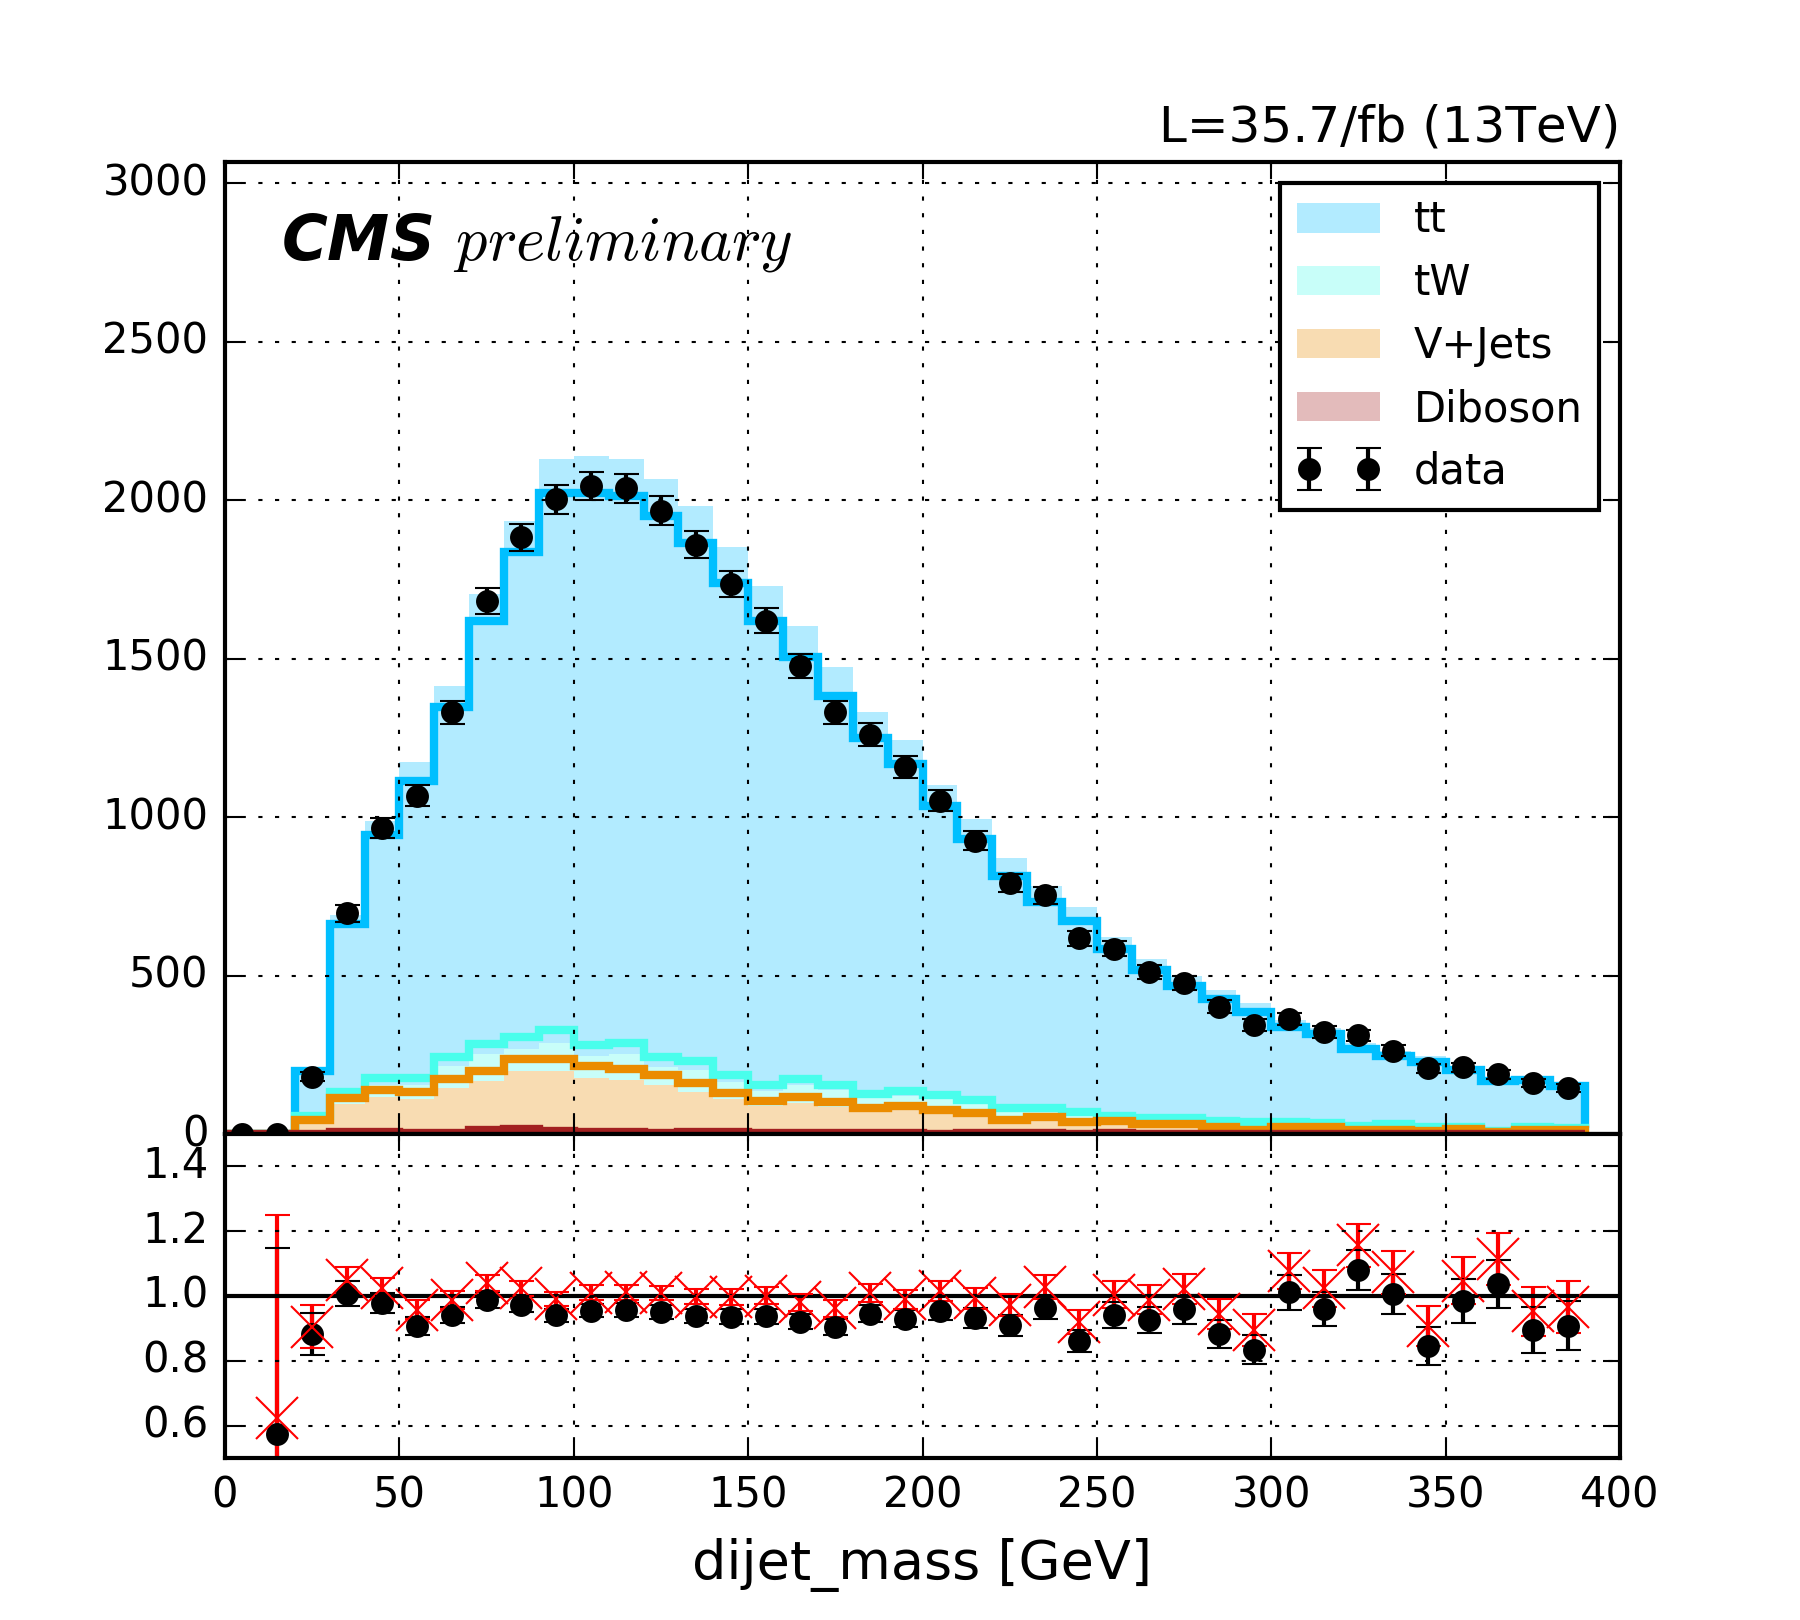 L=35.7/fb (13TeV)
CMS preliminary
3000
2500
2000
1500
1000
500
0
tt
tW
V+Jets
Diboson
data
1.4
1.2
1.0
0.8
0.6
0 50 100 150 200 250 300 350 400
dijet_mass [GeV]